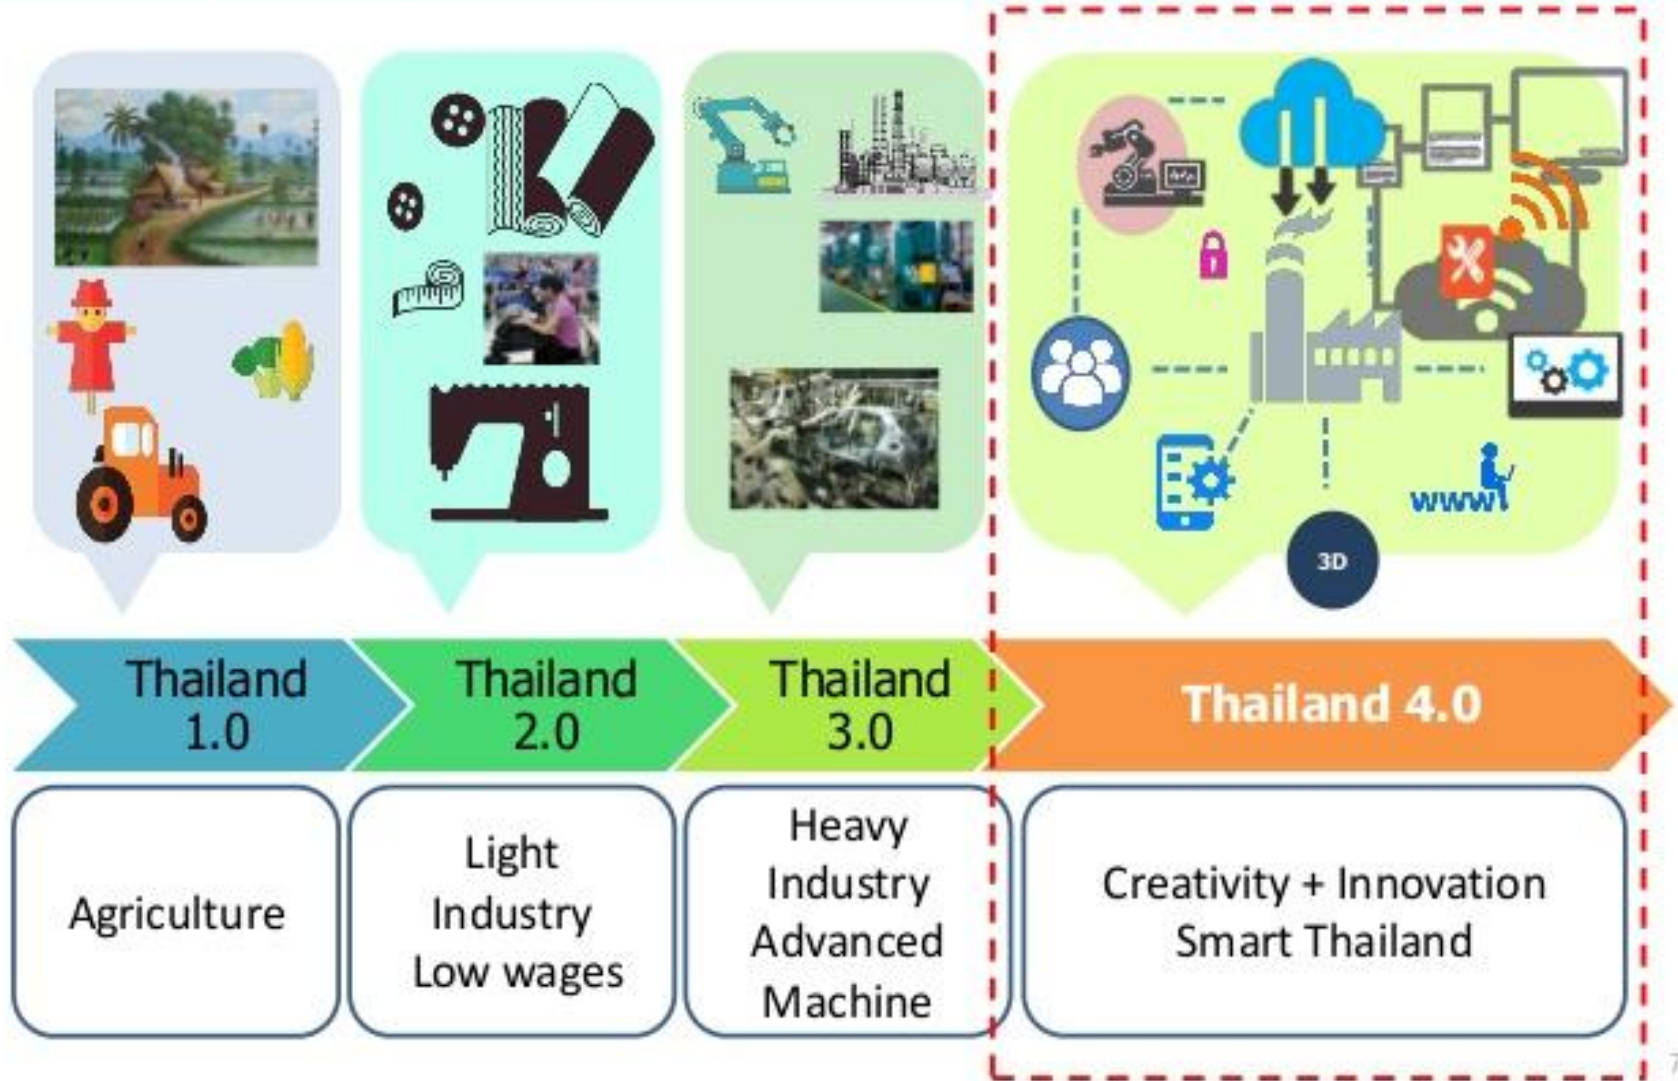 www
3D
Thailand
1.0
Thailand
2.0
Thailand
3.0
Thailand 4.0
Agriculture
Light
Industry
Low wages
Heavy
Industry
Advanced
Machine
Creativity + Innovation
Smart Thailand
7